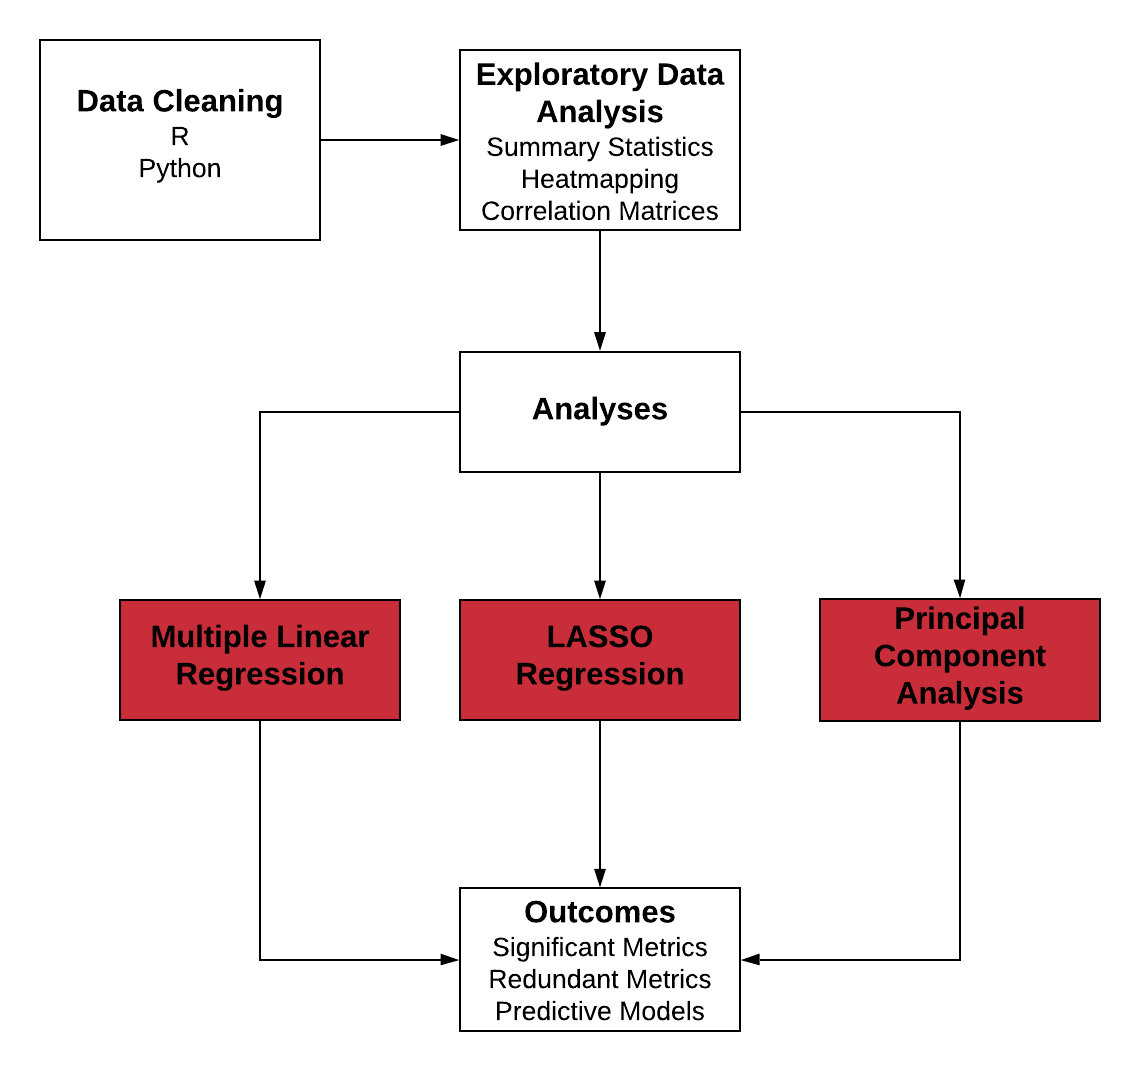 Data Cleaning
R
Python
Exploratory Data
Analysis
Summary Statistics
Heatmapping
Correlation Matrices
Analyses
Multiple Linear
Regression
LASSO
Regression
Principal
Component
Analysis
Outcomes
Significant Metrics
Redundant Metrics
Predictive Models